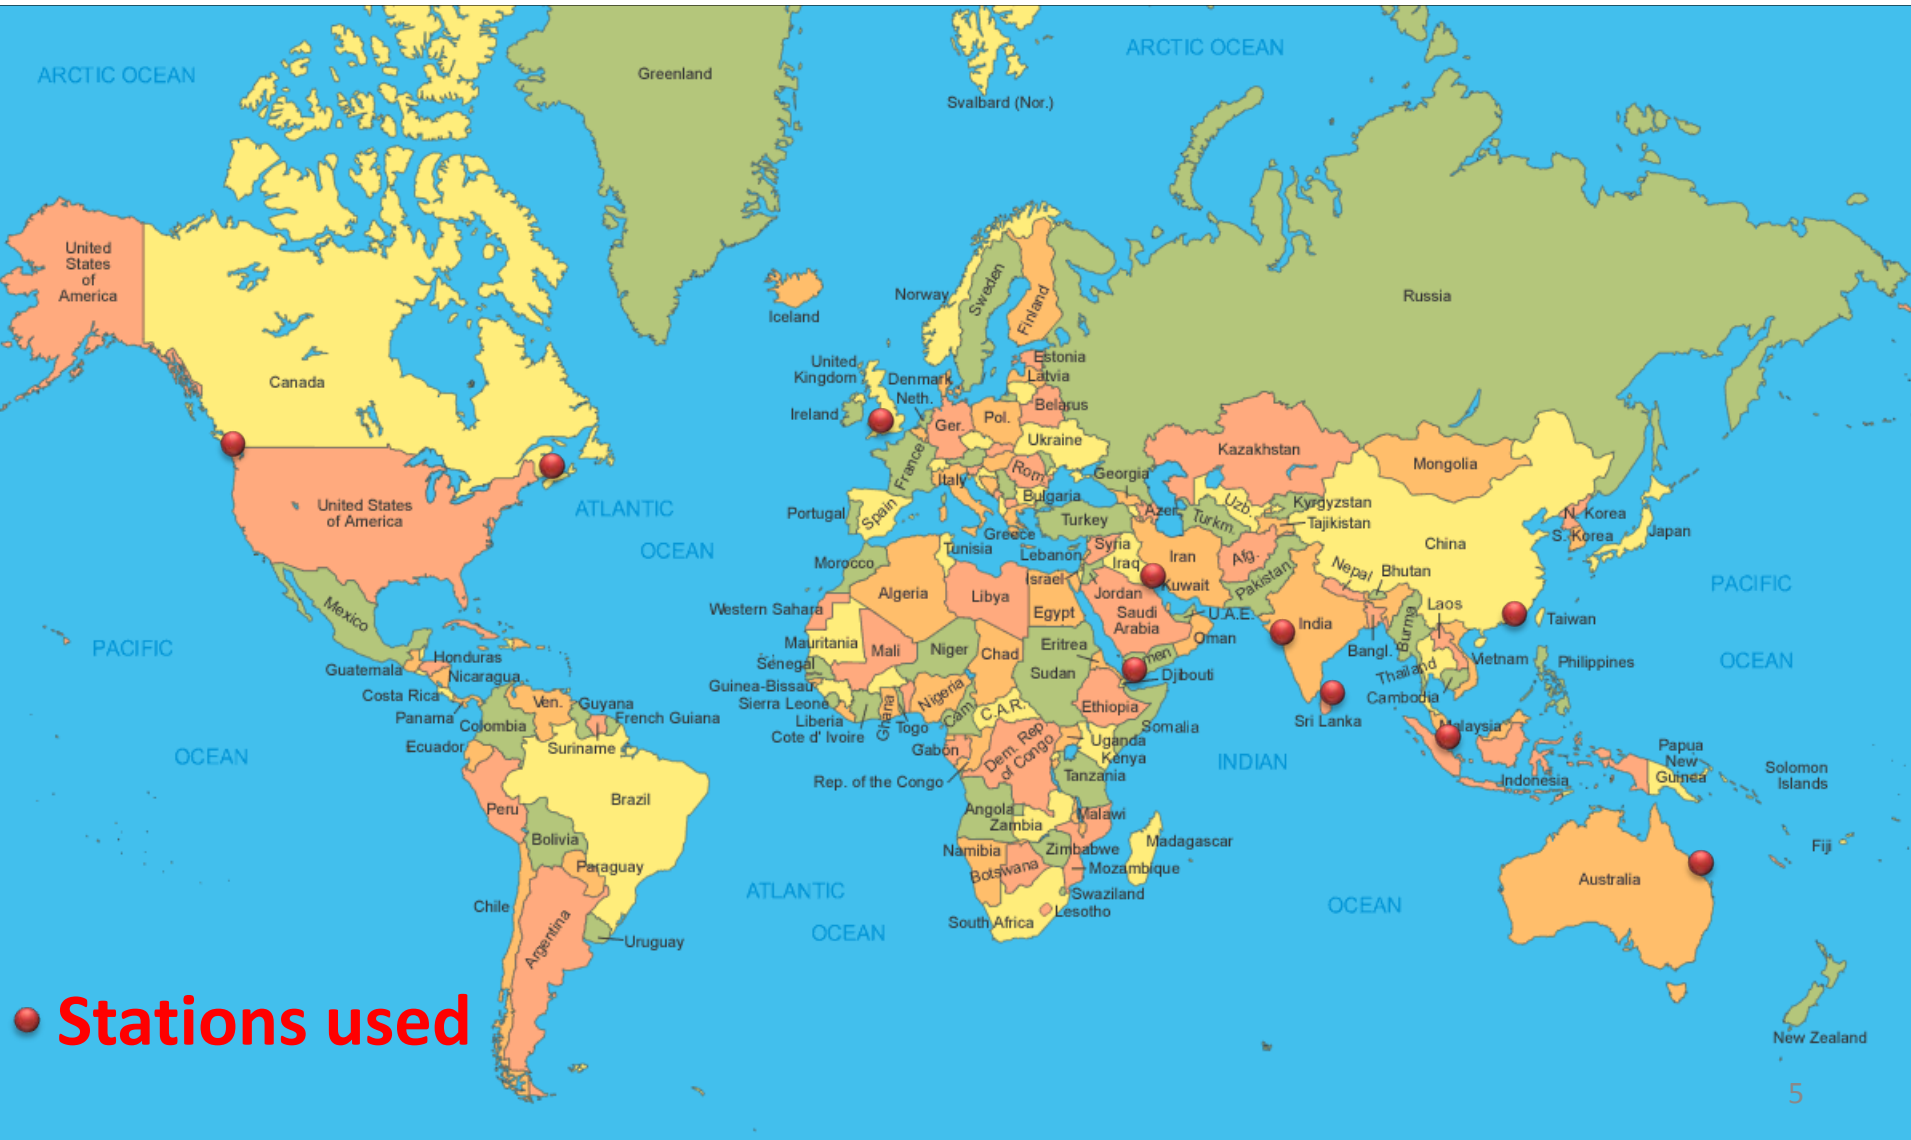 ARCTIC OCEAN
ARCTIC OCEAN
Greenland
Svalbard (Nor.)
United
States
of
America
Canada
Iceland
Norway
Sweden
Finland
Russia
Estonia
Latvia
United
Kingdom
Denmark
Neth.
Ireland
Belarus
Pol.
Ger.
Ukraine
France
Kazakhstan
Mongolia
Rom.
Italy
Georgia
Bulgaria
United States
of America
ATLANTIC
OCEAN
Portugal
Spain
Uzb.
Kyrgyzstan
Azer.
Turkm.
Tajikistan
Turkey
Greece
N. Korea
S. Korea
Japan
China
Tunisia
Lebanon
Syria
Iraq
Iran
Afg.
Morocco
Israel
Kuwait
Pakistan
Nepal
Bhutan
PACIFIC
OCEAN
Algeria
Libya
Egypt
Jordan
Saudi
Arabia
U.A.E.
Oman
India
Bangl.
Burma
Laos
Taiwan
Western Sahara
Mexico
PACIFIC
OCEAN
Mauritania
Mali
Niger
Chad
Eritrea
Sudan
men
Djibouti
Vietnam
Philippines
Thailand
Cambodia
Guatemala
Honduras
Nicaragua
Costa Rica
Panama
Senegal
Guinea-Bissau
Sierra Leone
Liberia
Cote d' Ivoire
Ghana
Togo
Nigeria
Cam.
C.A.R.
Ethiopia
Somalia
Sri Lanka
Malaysia
Ven.
Guyana
French Guiana
Colombia
Suriname
Ecuador
Gabon
Rep. of the Congo
Dem. Rep.
of Congo
Uganda
Kenya
Tanzania
INDIAN
OCEAN
Indonesia
Papua
New
Guinea
Solomon
Islands
Peru
Brazil
Bolivia
Angola
Zambia
Malawi
Madagascar
Fiji
Paraguay
Namibia
Botswana
Zimbabwe
Mozambique
Swaziland
Lesotho
South Africa
Australia
ATLANTIC
OCEAN
Chile
Argentina
Uruguay
New Zealand
Stations used
5